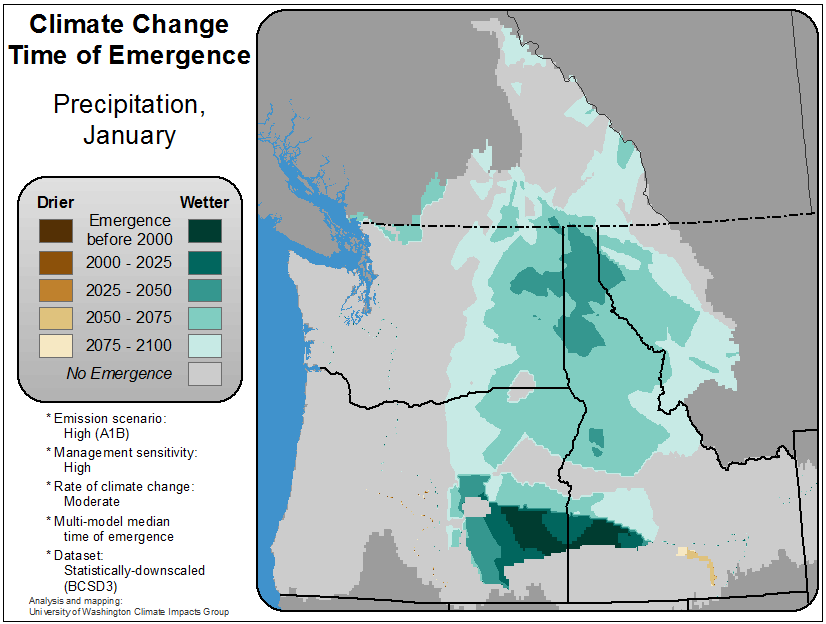 Climate Change
Time of Emergence
Precipitation,
January
Drier Wetter
Emergence
before 2000
2000 - 2025
2025 - 2050
2050 - 2075
2075 - 2100
No Emergence
* Emission scenario:
High (A1B)
* Management sensitivity:
High
* Rate of climate change:
Moderate
* Multi-model median
time of emergence
* Dataset:
Statistically-downscaled
(BCSD3)
Analysis and mapping:
University of Washington Climate Impacts Group